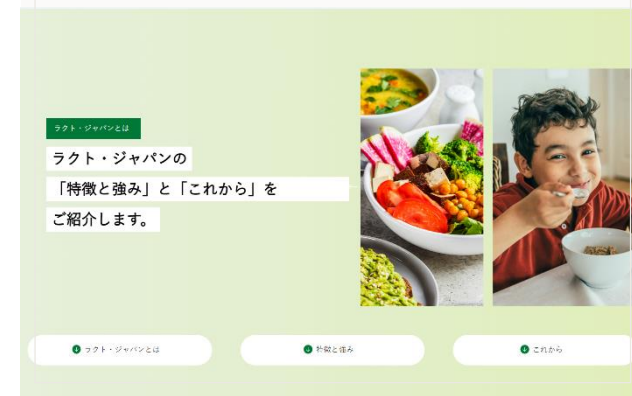 ラクト・ジャパンとは
ラクト・ジャパンの
「特徴と強み」と「これから」を
ご紹介します。
ラクト・ジャパンとは
特徴と強み
これから